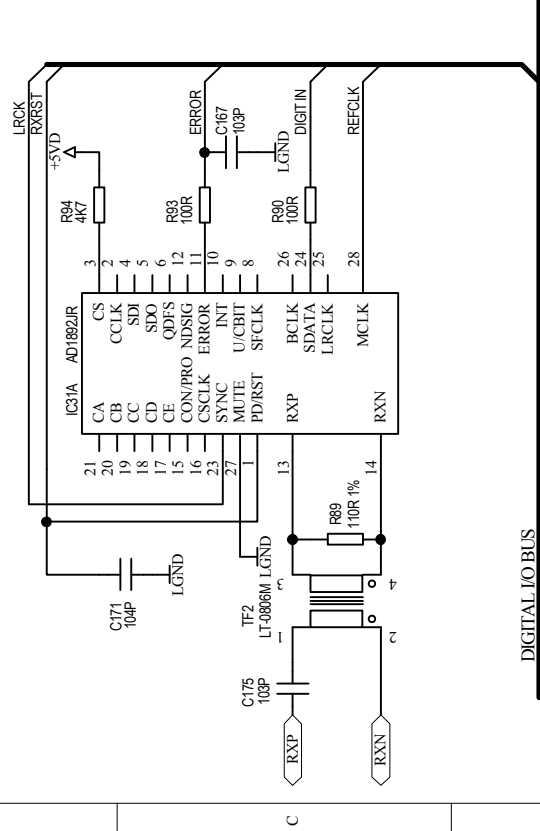 LRCK
RXRST
+5VD
R94
4K7
ERROR
C167
103P
LGND
R93
100R
DIGIT IN
R90
100R
REFCLK
IC31A AD1892JR
3 CS
2 CCLK
4 SDI
5 SDO
6 QDFS
12 NDSIG
11 ERROR
10 INT
9 U/CBIT
8 SFCLK
26 BCLK
24 SDATA
25 LRCLK
28 MCLK
21 CA
20 CB
19 CC
18 CD
17 CE
15 CON/PRO
16 CSCLK
23 SYNC
27 MUTE
1 PD/RST
13 RXP
14 RXN
C171
104P
LGND
LGND
R89
110R 1%
TF2
LT-0806M
1
2
3
4
C175
103P
RXP
RXN
DIGITAL I/O BUS
C